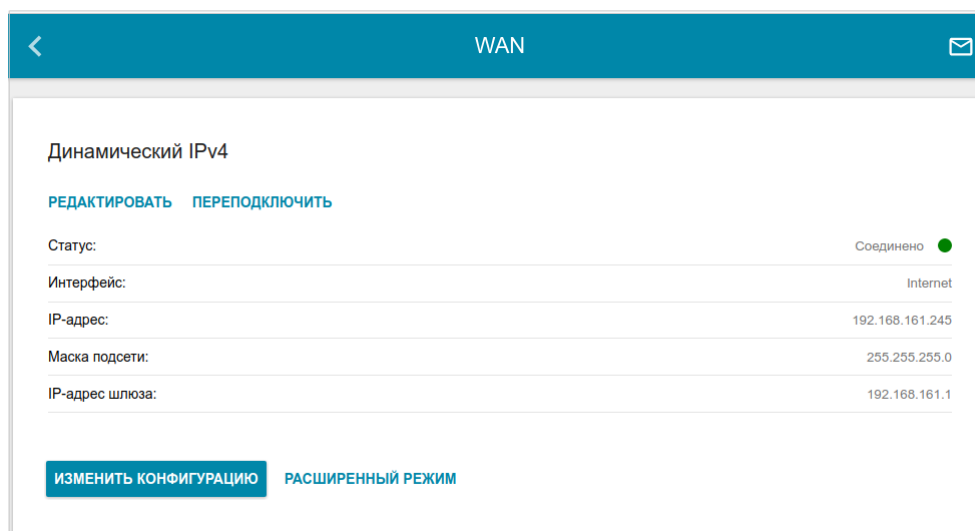 WAN
Динамический IPv4
РЕДАКТИРОВАТЬ ПЕРЕПОДКЛЮЧИТЬ
Статус: Соединено
Интерфейс: Internet
IP-адрес: 192.168.161.245
Маска подсети: 255.255.255.0
IP-адрес шлюза: 192.168.161.1
ИЗМЕНИТЬ КОНФИГУРАЦИЮ РАСШИРЕННЫЙ РЕЖИМ